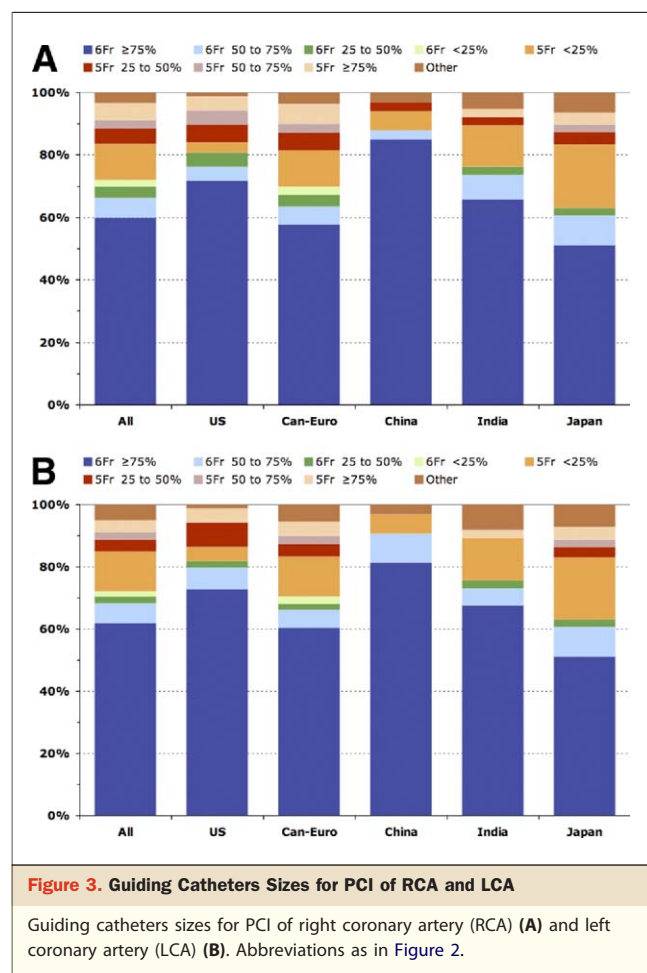 A
6Fr ≥75% 6Fr 50 to 75% 6Fr 25 to 50% 6Fr <25% 5Fr <25%
5Fr 25 to 50% 5Fr 50 to 75% 5Fr ≥75% Other
100%
80%
60%
40%
20%
0%
All US Can-Euro China India Japan
B
6Fr ≥75% 6Fr 50 to 75% 6Fr 25 to 50% 6Fr <25% 5Fr <25%
5Fr 25 to 50% 5Fr 50 to 75% 5Fr ≥75% Other
100%
80%
60%
40%
20%
0%
All US Can-Euro China India Japan
Figure 3. Guiding Catheters Sizes for PCI of RCA and LCA
Guiding catheters sizes for PCI of right coronary artery (RCA) (A) and left
coronary artery (LCA) (B). Abbreviations as in Figure 2.